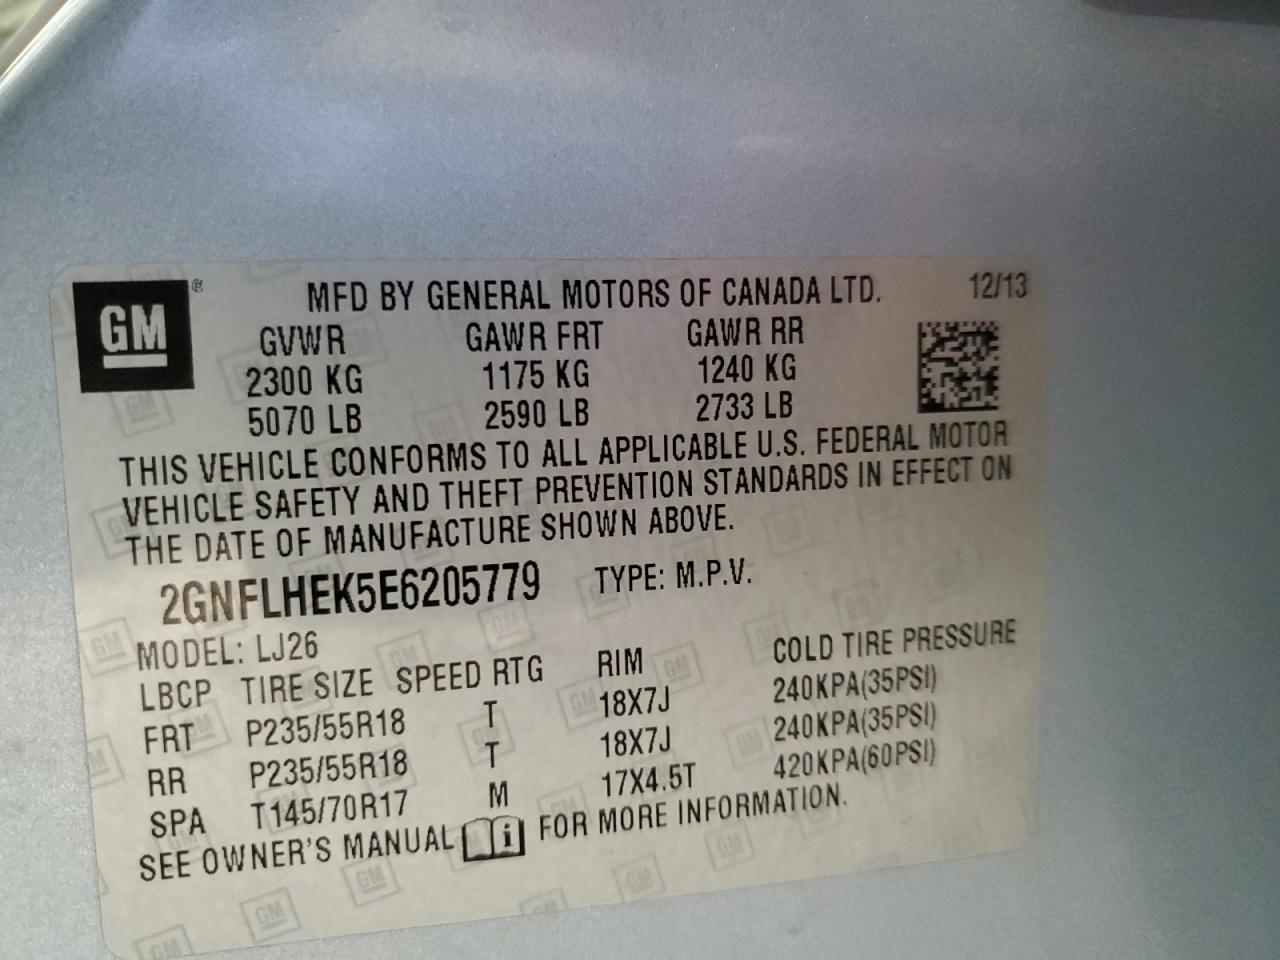 GM ®
MFD BY GENERAL MOTORS OF CANADA LTD. 12/13
GVWR GAWR FRT GAWR RR
2300 KG 1175 KG 1240 KG
5070 LB 2590 LB 2733 LB
THIS VEHICLE CONFORMS TO ALL APPLICABLE U.S. FEDERAL MOTOR
VEHICLE SAFETY AND THEFT PREVENTION STANDARDS IN EFFECT ON
THE DATE OF MANUFACTURE SHOWN ABOVE.
2GNFLHEK5E6205779 TYPE: M.P.V.
MODEL: LJ26
LBCP TIRE SIZE SPEED RTG RIM COLD TIRE PRESSURE
FRT P235/55R18 T 18X7J 240KPA(35PSI)
RR P235/55R18 T 18X7J 240KPA(35PSI)
SPA T145/70R17 M 17X4.5T 420KPA(60PSI)
SEE OWNER'S MANUAL i FOR MORE INFORMATION.